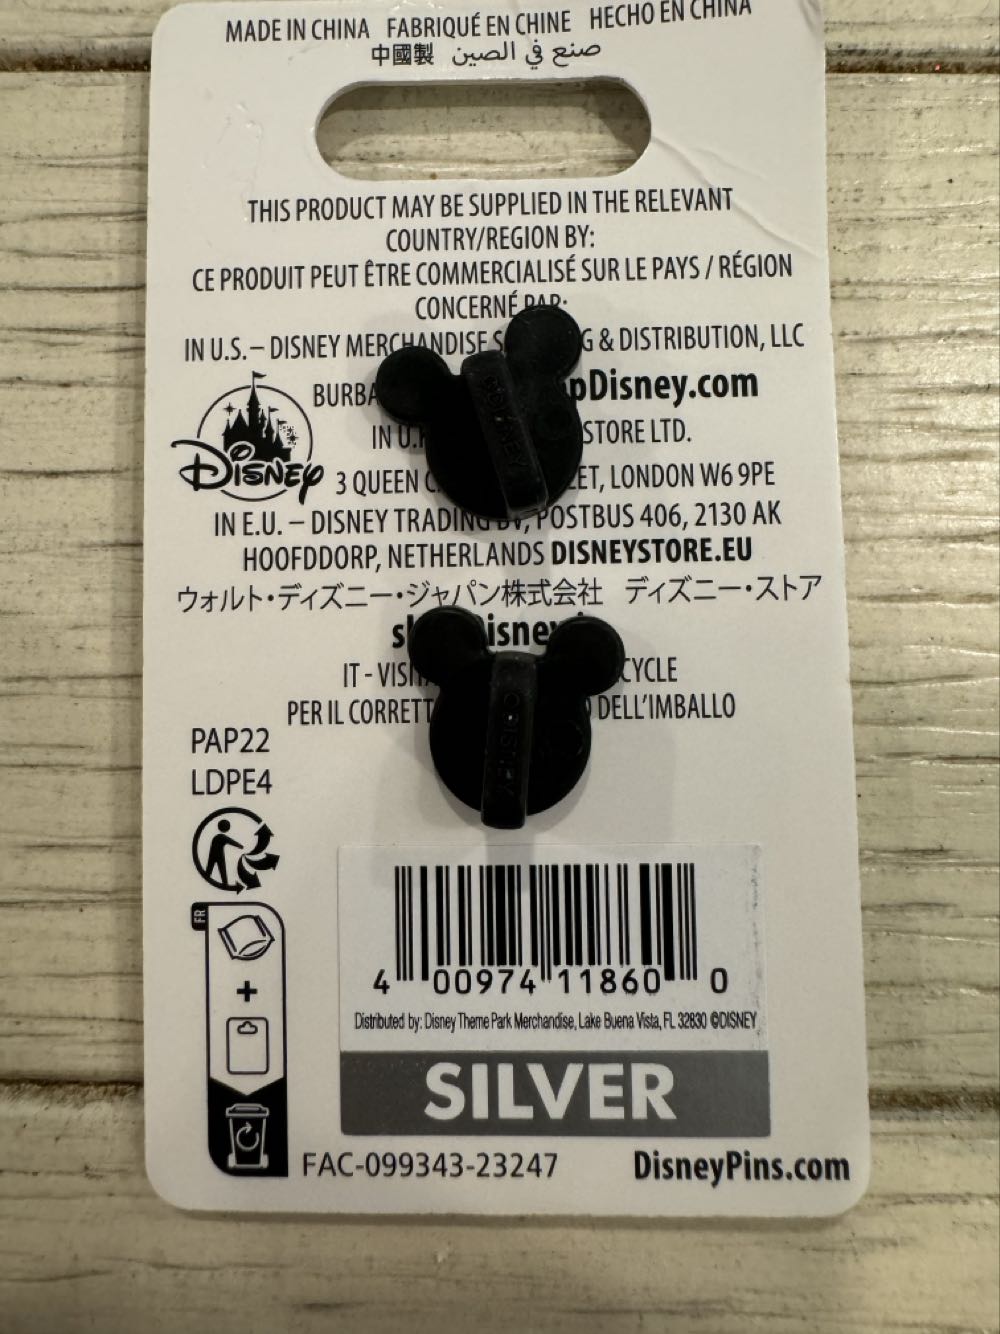 MADE IN CHINA FABRIQUÉ EN CHINE HECHO EN CHINA
中國製 صنع في الصين
THIS PRODUCT MAY BE SUPPLIED IN THE RELEVANT
COUNTRY/REGION BY:
CE PRODUIT PEUT ÊTRE COMMERCIALISÉ SUR LE PAYS / RÉGION
CONCERNÉ PAR:
IN U.S. – DISNEY MERCHANDISE & DISTRIBUTION, LLC
Disney.com
IN STORE LTD.
DISNEY
3 QUEEN LONDON W6 9PE
IN E.U. – DISNEY TRADING BV, POSTBUS 406, 2130 AK
HOOFDDORP, NETHERLANDS DISNEYSTORE.EU
ウォルト・ディズニー・ジャパン株式会社 ディズニー・ストア
IT -
PER IL DELL'IMBALLO
PAP22
LDPE4
©DISNEY
©DISNEY
FR
+
4 00974 11860 0
Distributed by: Disney Theme Park Merchandise, Lake Buena Vista, FL 32830 ©DISNEY
SILVER
FAC-099343-23247 DisneyPins.com